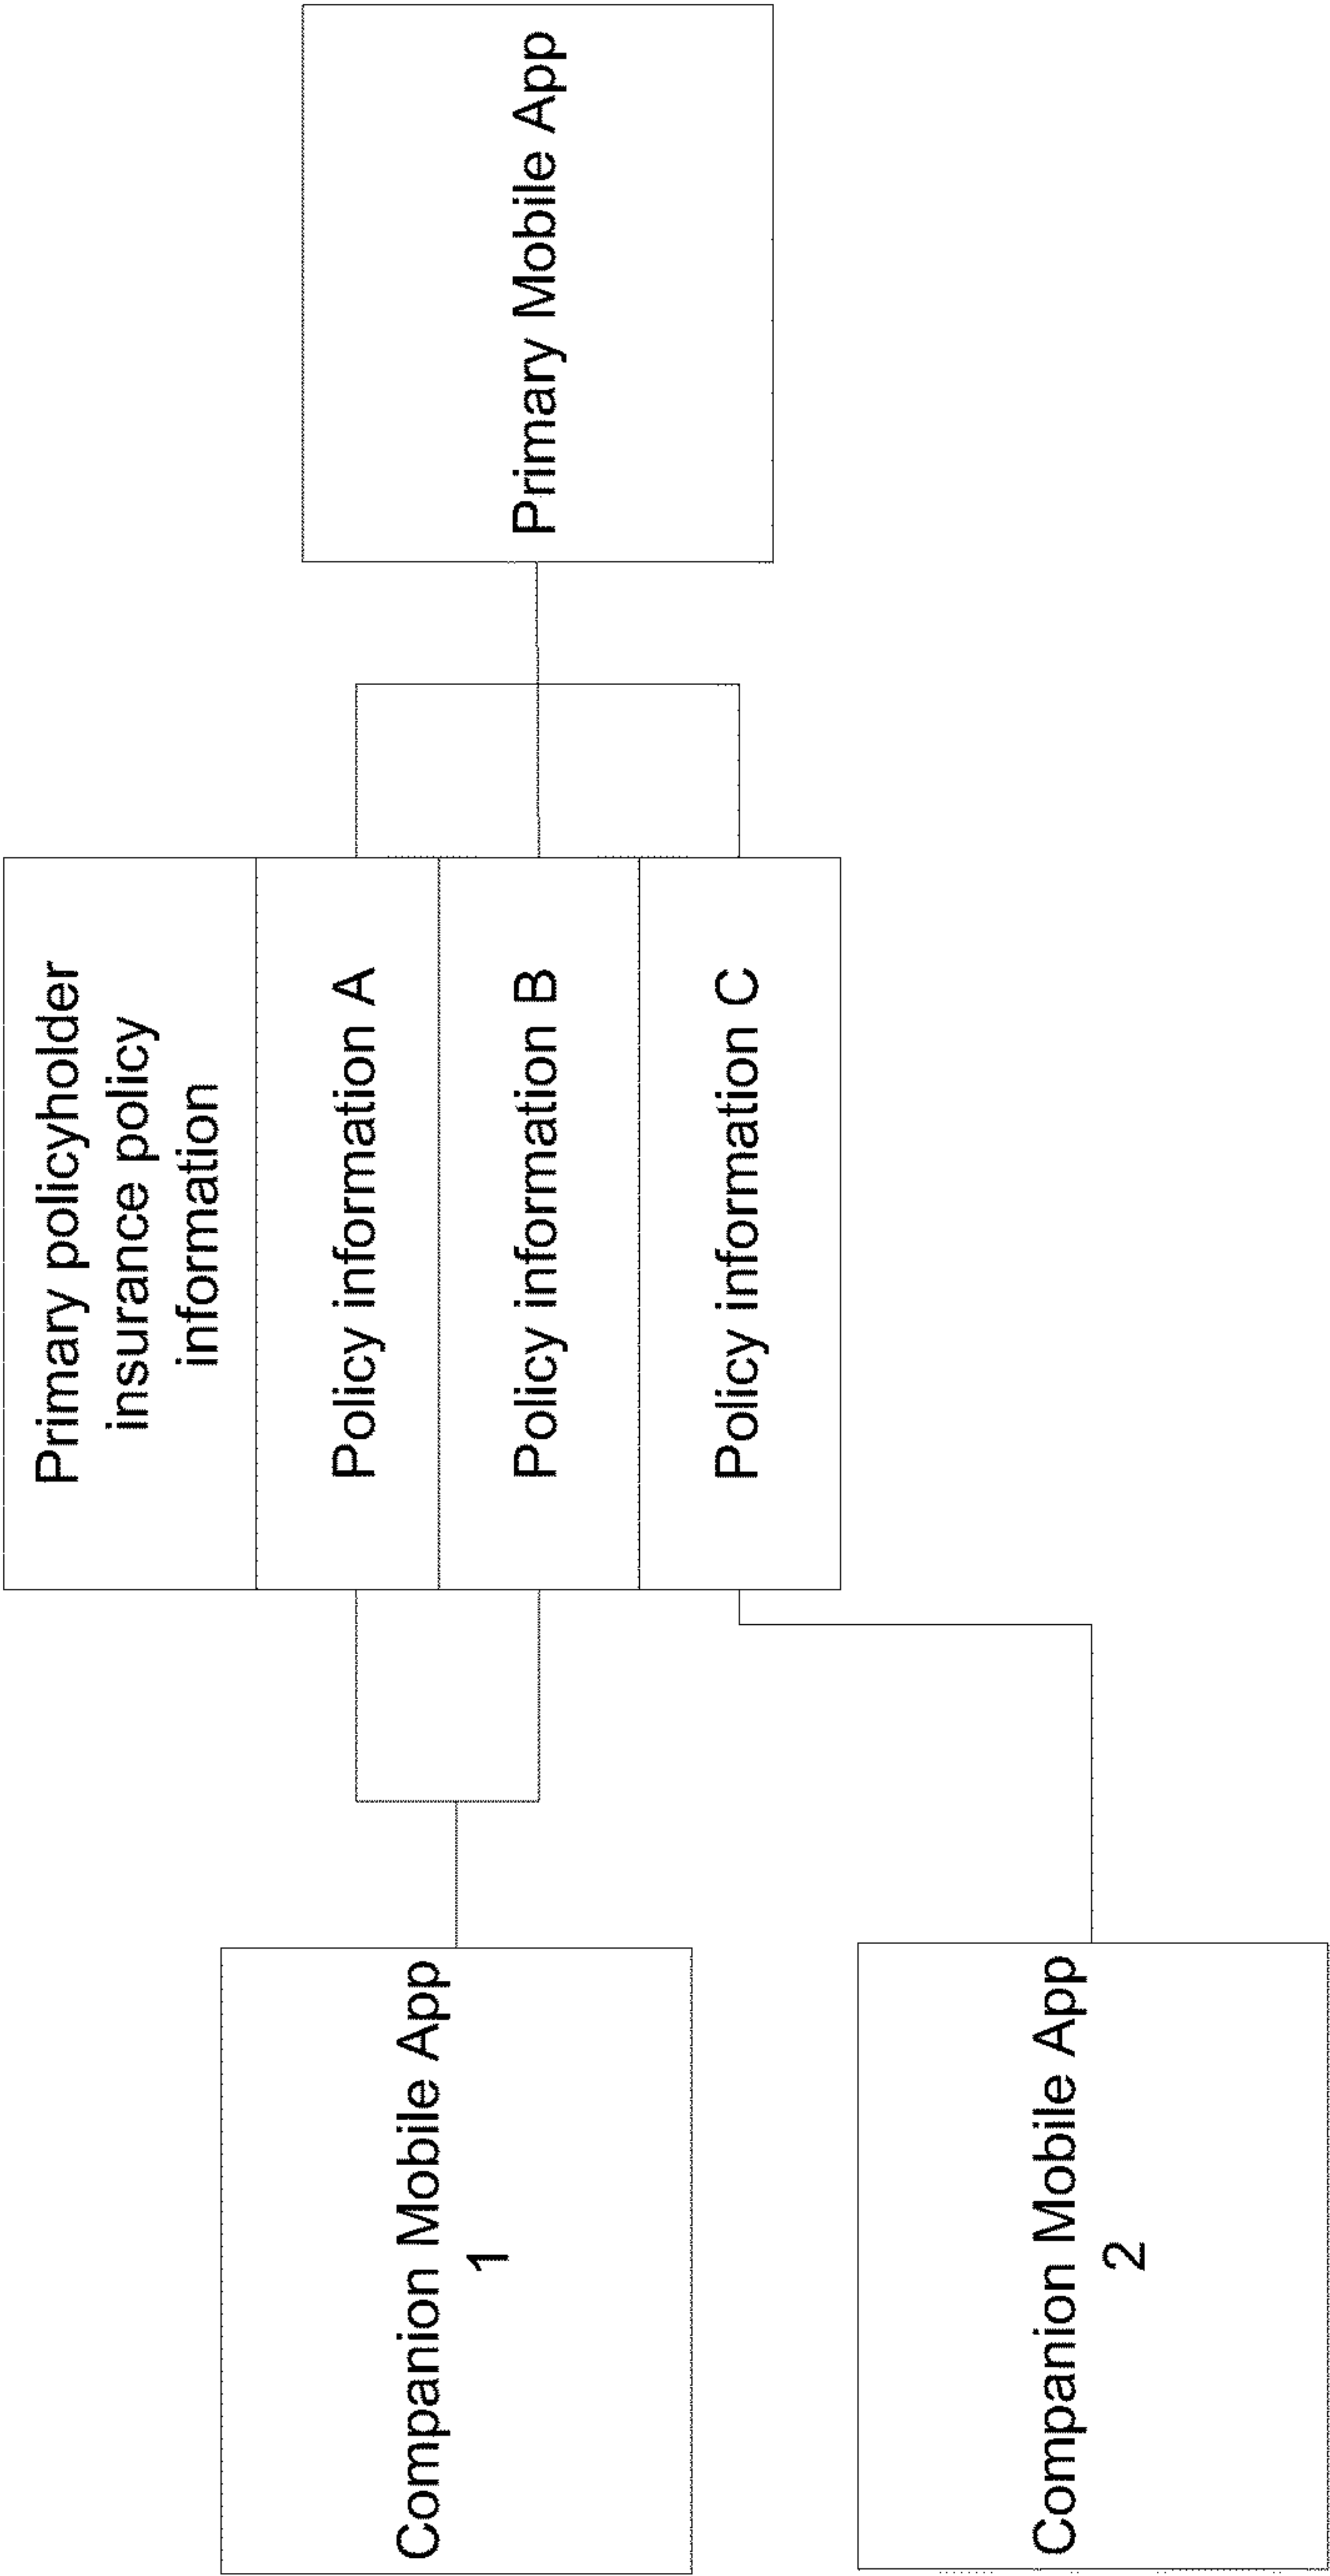 Companion Mobile App
1
Companion Mobile App
2
Primary policyholder
insurance policy
information
Policy information A
Policy information B
Policy information C
Primary Mobile App